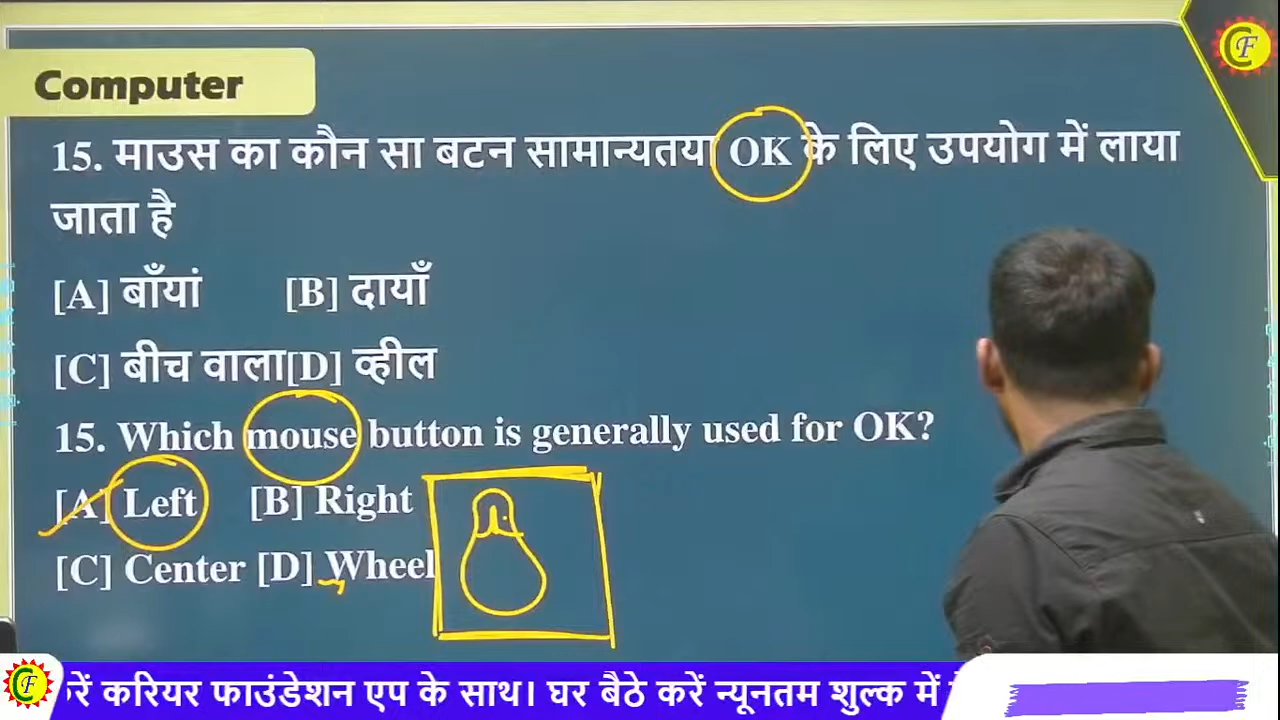 Computer
15. माउस का कौन सा बटन सामान्यतया OK के लिए उपयोग में लाया
जाता है
[A] बाँयां [B] दायाँ
[C] बीच वाला[D] व्हील
15. Which mouse button is generally used for OK?
[A] Left [B] Right
[C] Center [D] Wheel
रें करियर फाउंडेशन एप के साथ। घर बैठे करें न्यूनतम शुल्क में